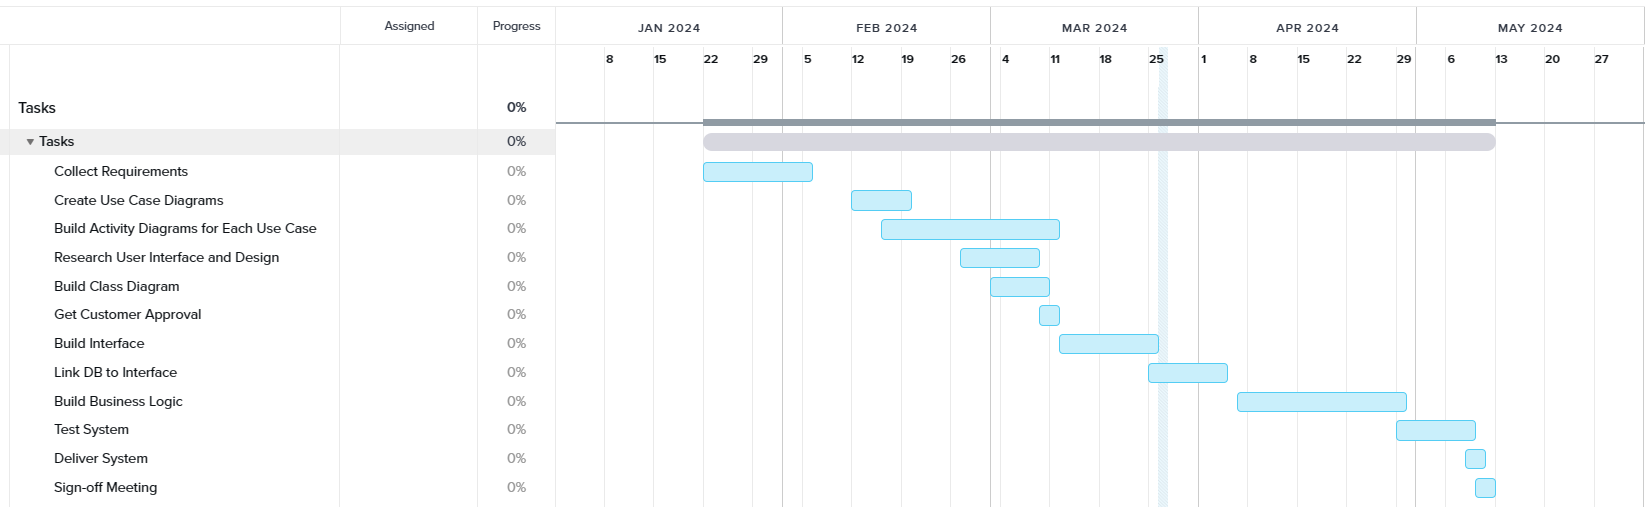 Assigned Progress JAN 2024 FEB 2024 MAR 2024 APR 2024 MAY 2024
8 15 22 29 5 12 19 26 4 11 18 25 1 8 15 22 29 6 13 20 27
Tasks 0%
Tasks 0%
Collect Requirements 0%
Create Use Case Diagrams 0%
Build Activity Diagrams for Each Use Case 0%
Research User Interface and Design 0%
Build Class Diagram 0%
Get Customer Approval 0%
Build Interface 0%
Link DB to Interface 0%
Build Business Logic 0%
Test System 0%
Deliver System 0%
Sign-off Meeting 0%